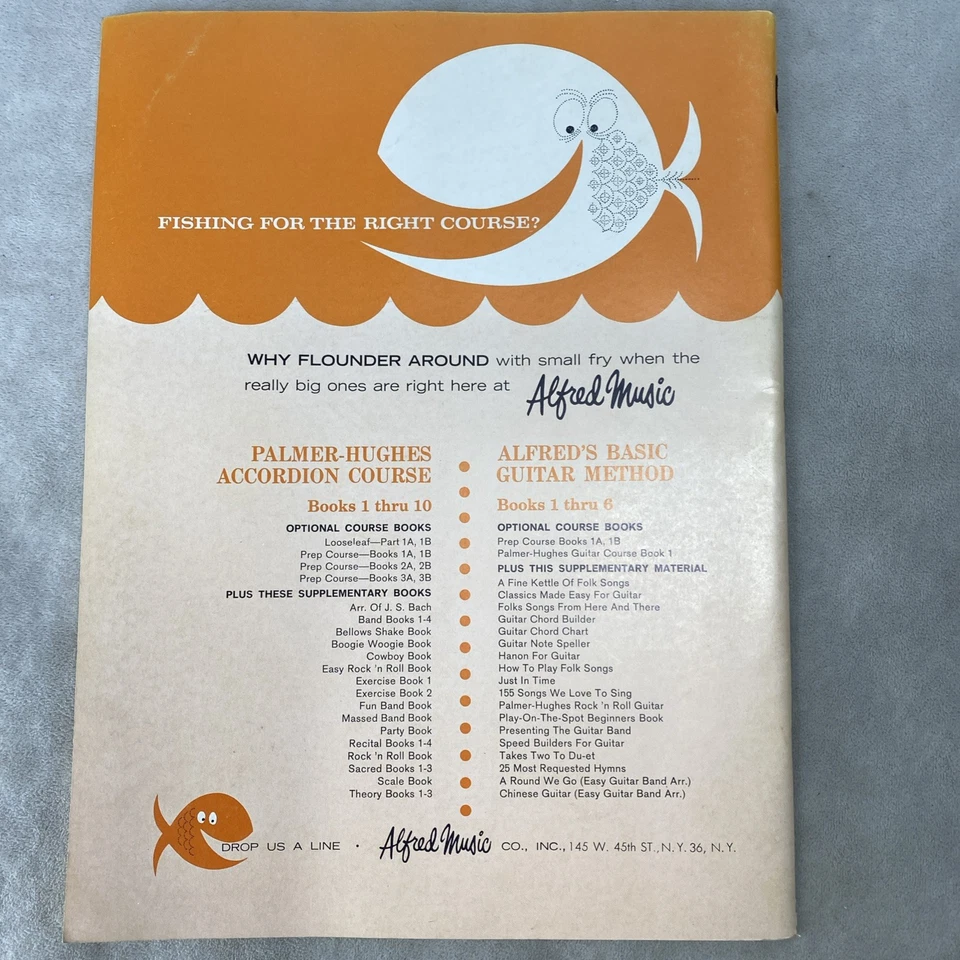 FISHING FOR THE RIGHT COURSE?
WHY FLOUNDER AROUND with small fry when the
really big ones are right here at Alfred Music
PALMER-HUGHES
ACCORDION COURSE
Books 1 thru 10
OPTIONAL COURSE BOOKS
Looseleaf—Part 1A, 1B
Prep Course—Books 1A, 1B
Prep Course—Books 2A, 2B
Prep Course—Books 3A, 3B
PLUS THESE SUPPLEMENTARY BOOKS
Arr. Of J. S. Bach
Band Books 1-4
Bellows Shake Book
Boogie Woogie Book
Cowboy Book
Easy Rock 'n Roll Book
Exercise Book 1
Exercise Book 2
Fun Band Book
Massed Band Book
Party Book
Recital Books 1-4
Rock 'n Roll Book
Sacred Books 1-3
Scale Book
Theory Books 1-3
ALFRED'S BASIC
GUITAR METHOD
Books 1 thru 6
OPTIONAL COURSE BOOKS
Prep Course Books 1A, 1B
Palmer-Hughes Guitar Course Book 1
PLUS THIS SUPPLEMENTARY MATERIAL
A Fine Kettle Of Folk Songs
Classics Made Easy For Guitar
Folks Songs From Here And There
Guitar Chord Builder
Guitar Chord Chart
Guitar Note Speller
Hanon For Guitar
How To Play Folk Songs
Just In Time
155 Songs We Love To Sing
Palmer-Hughes Rock 'n Roll Guitar
Play-On-The-Spot Beginners Book
Presenting The Guitar Band
Speed Builders For Guitar
Takes Two To Du-et
25 Most Requested Hymns
A Round We Go (Easy Guitar Band Arr.)
Chinese Guitar (Easy Guitar Band Arr.)
DROP US A LINE • Alfred Music CO., INC., 145 W. 45th ST., N.Y. 36, N.Y.